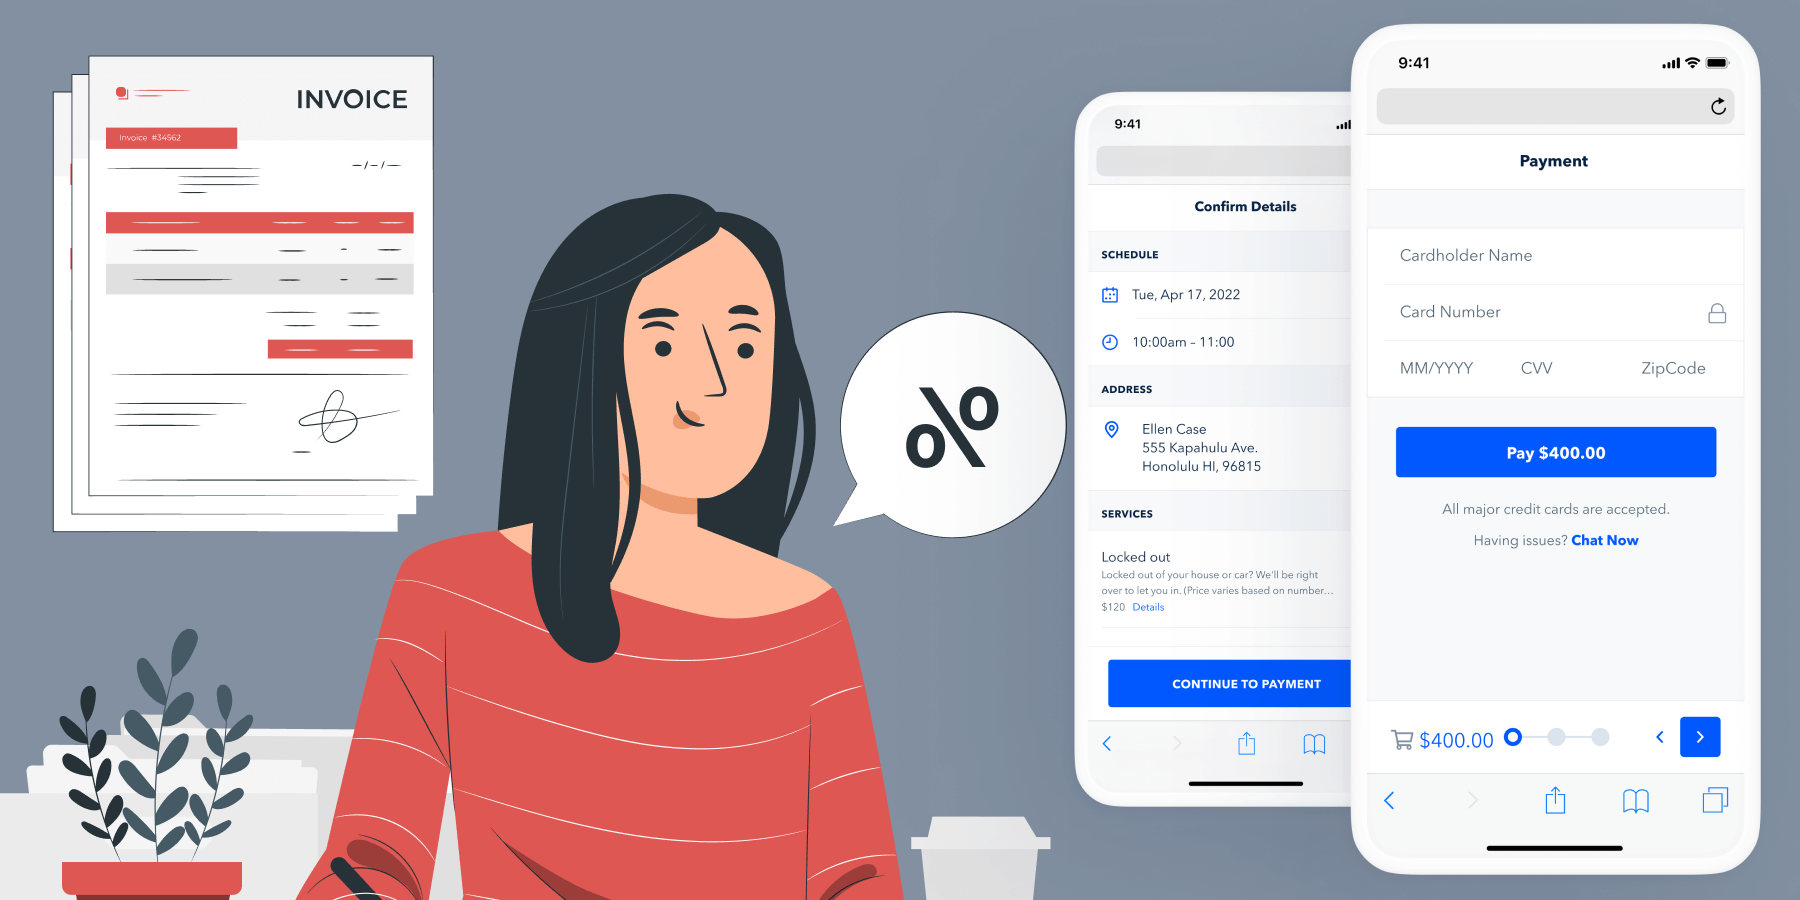 INVOICE
Invoice #34562
%
9:41
Confirm Details
SCHEDULE
Tue, Apr 17, 2022
10:00am – 11:00
ADDRESS
Ellen Case
555 Kapahulu Ave.
Honolulu HI, 96815
SERVICES
Locked out
Locked out of your house or car? We'll be right
over to let you in. (Price varies based on number...
$120 Details
CONTINUE TO PAYMENT
9:41
Payment
Cardholder Name
Card Number
MM/YYYY CVV ZipCode
Pay $400.00
All major credit cards are accepted.
Having issues? Chat Now
$400.00